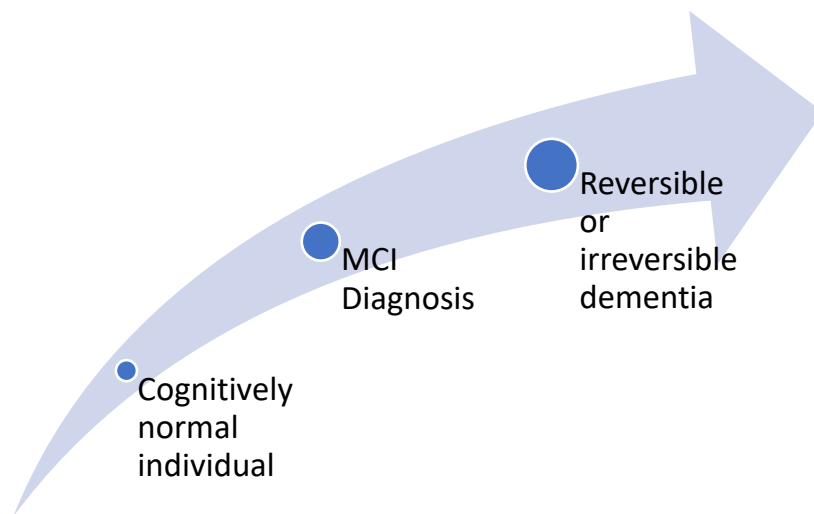 Reversible
or
irreversible
dementia
MCI
Diagnosis
Cognitively
normal
individual